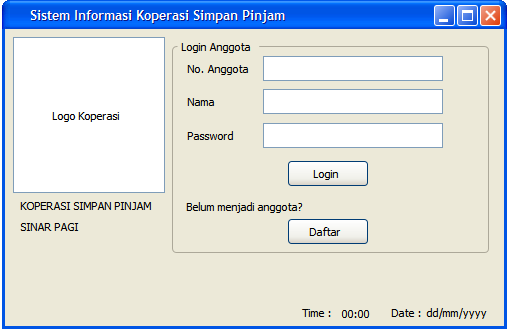 Sistem Informasi Koperasi Simpan Pinjam
Logo Koperasi
KOPERASI SIMPAN PINJAM
SINAR PAGI
Login Anggota
No. Anggota
Nama
Password
Login
Belum menjadi anggota?
Daftar
Time : 00:00 Date : dd/mm/yyyy